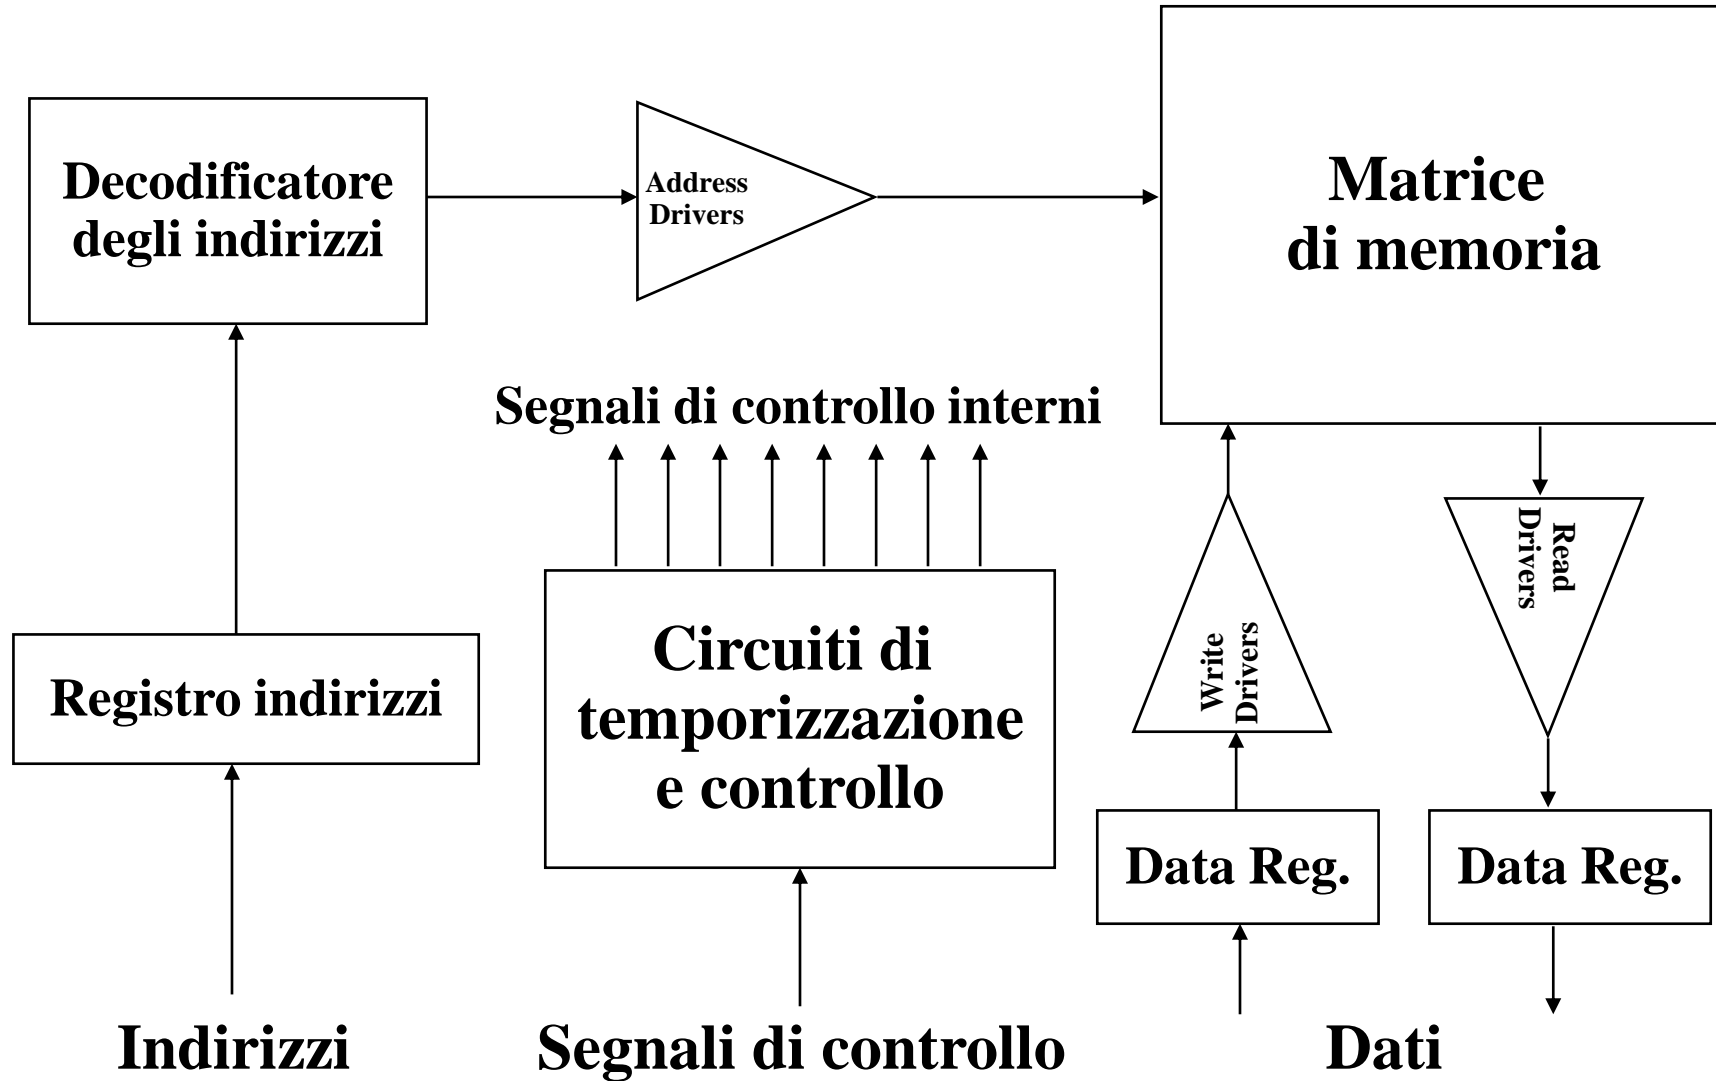 Decodificatore
degli indirizzi
Address
Drivers
Matrice
di memoria
Segnali di controllo interni
Registro indirizzi
Circuiti di
temporizzazione
e controllo
Write
Drivers
Read
Drivers
Data Reg.
Data Reg.
Indirizzi
Segnali di controllo
Dati